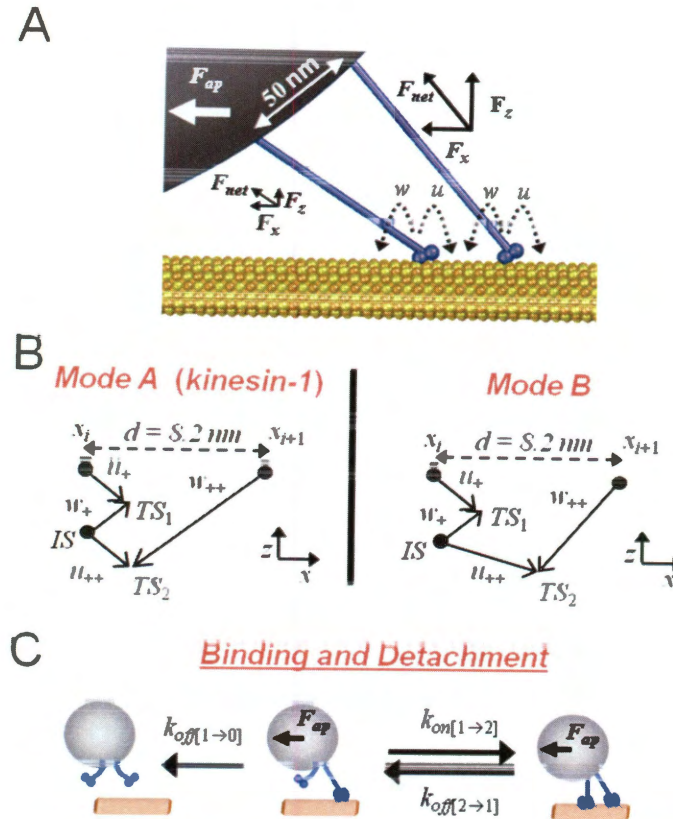 A
F_ap
50 nm
F_net
F_z
F_x
F_net
F_z
F_x
w u w u
B
Mode A (kinesin-1)
Mode B
x_i d = 8.2 nm x_i+1
u_+
w_++
w_+
TS_1
IS
u_++
TS_2
z
x
x_i d = 8.2 nm x_i+1
u_+
w_++
w_+
TS_1
IS
u_++
TS_2
z
x
C
Binding and Detachment
k_off[1→0]
F_ap
k_on[1→2]
k_off[2→1]
F_ap